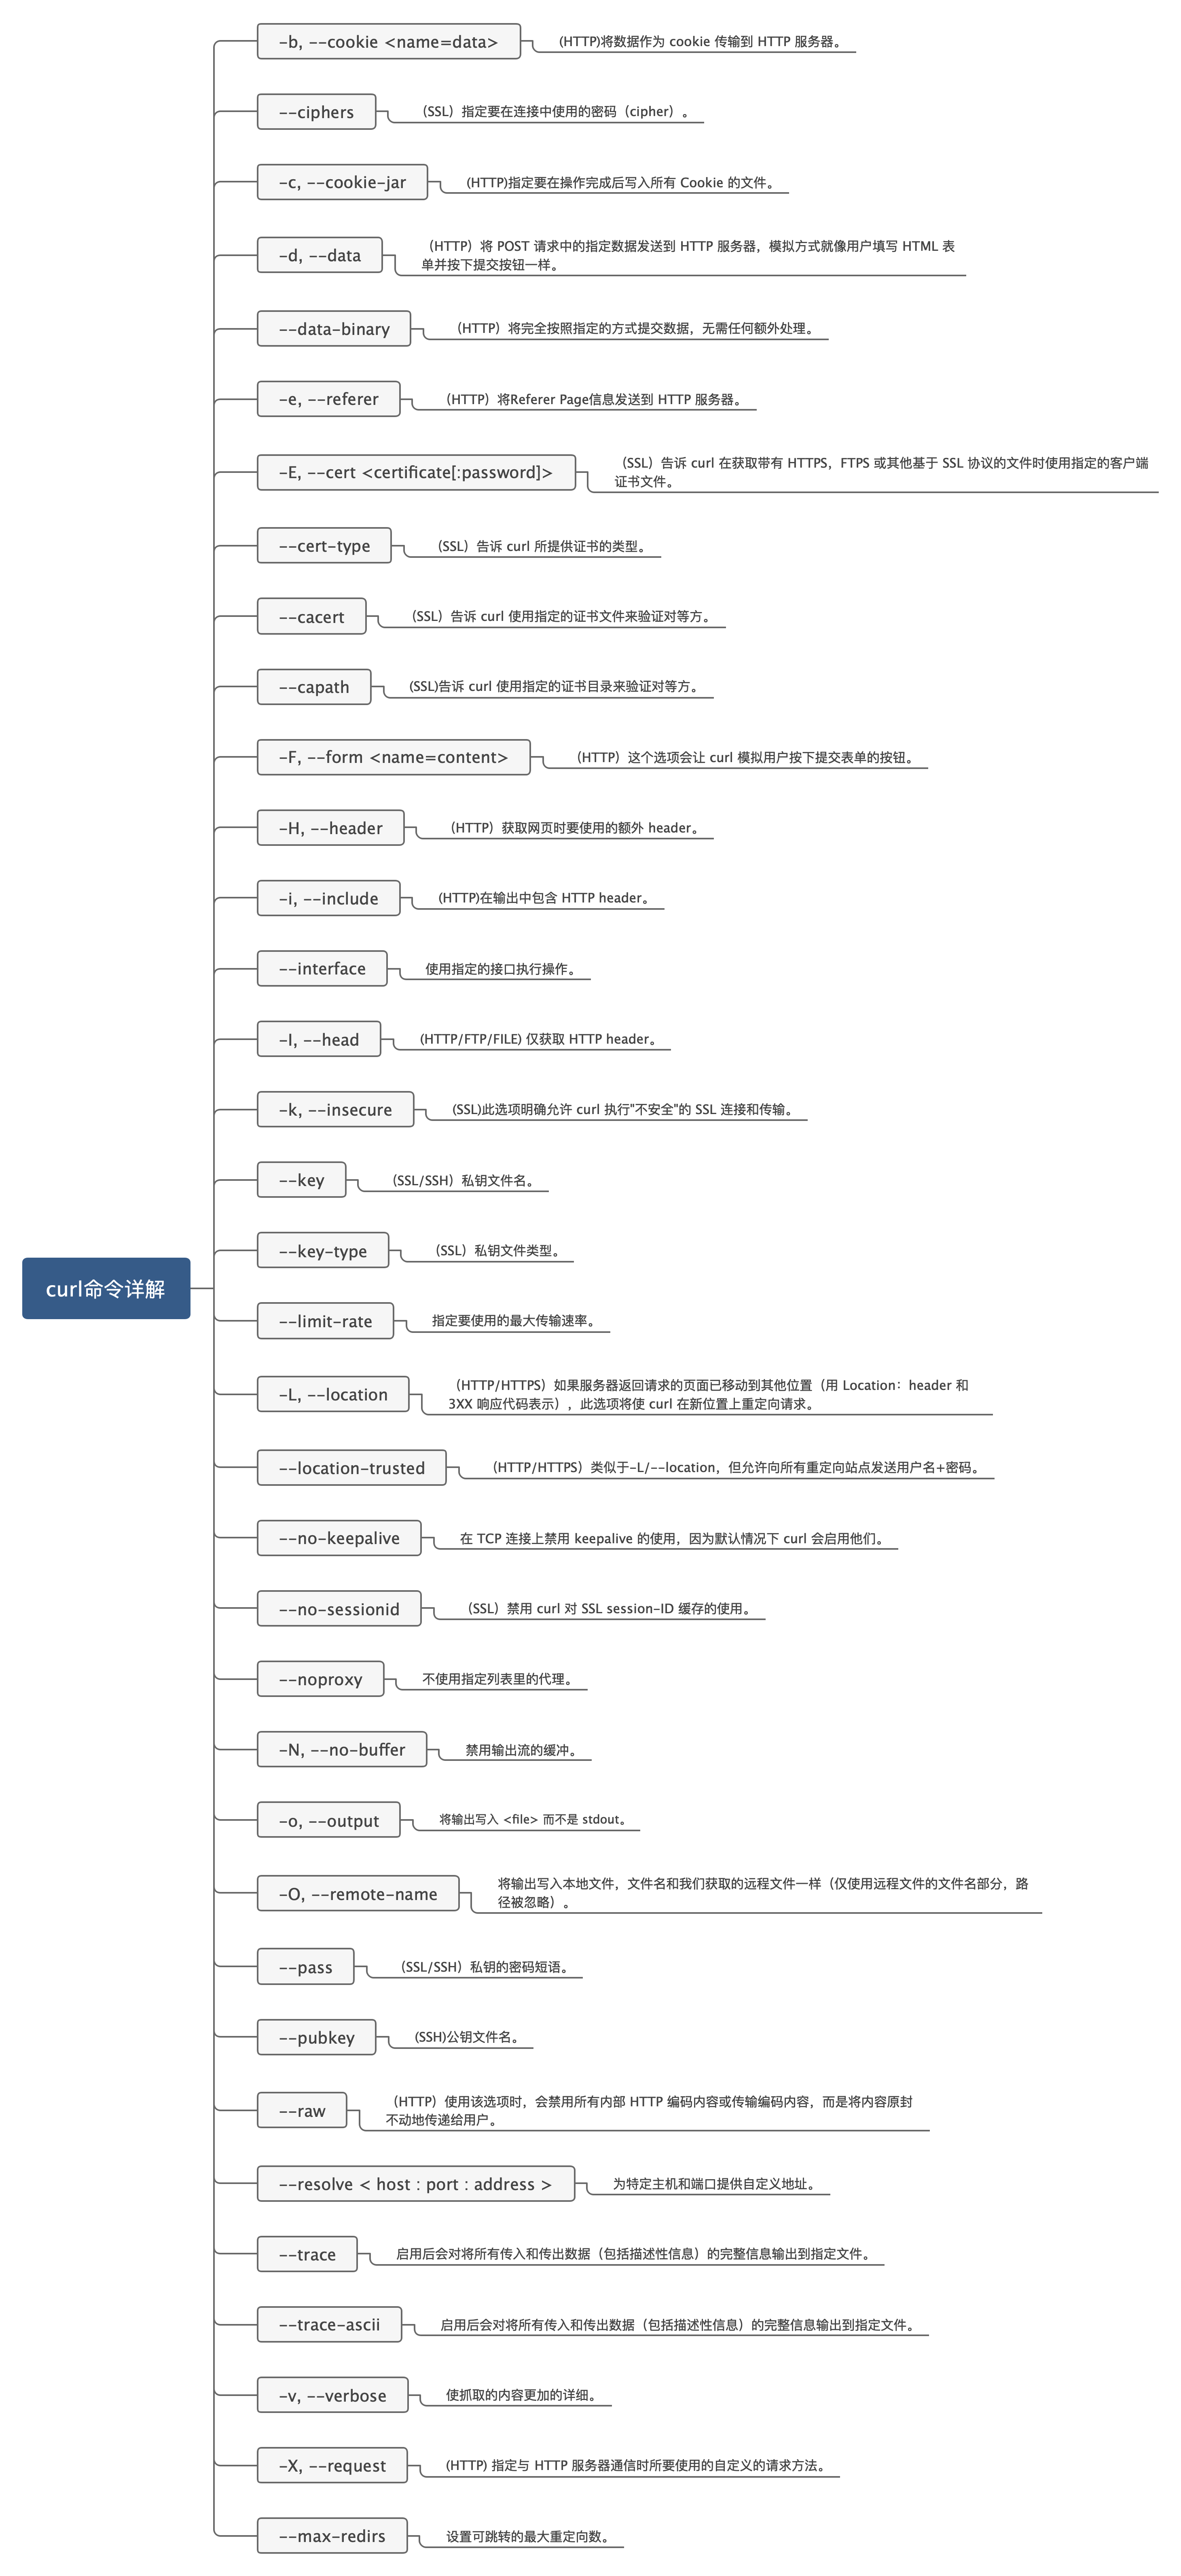 -b, --cookie <name=data>
(HTTP)将数据作为 cookie 传输到 HTTP 服务器。
--ciphers
（SSL）指定要在连接中使用的密码（cipher）。
-c, --cookie-jar
(HTTP)指定要在操作完成后写入所有 Cookie 的文件。
-d, --data
（HTTP）将 POST 请求中的指定数据发送到 HTTP 服务器，模拟方式就像用户填写 HTML 表
单并按下提交按钮一样。
--data-binary
（HTTP）将完全按照指定的方式提交数据，无需任何额外处理。
-e, --referer
（HTTP）将Referer Page信息发送到 HTTP 服务器。
-E, --cert <certificate[:password]>
（SSL）告诉 curl 在获取带有 HTTPS，FTPS 或其他基于 SSL 协议的文件时使用指定的客户端
证书文件。
--cert-type
（SSL）告诉 curl 所提供证书的类型。
--cacert
（SSL）告诉 curl 使用指定的证书文件来验证对等方。
--capath
(SSL)告诉 curl 使用指定的证书目录来验证对等方。
-F, --form <name=content>
（HTTP）这个选项会让 curl 模拟用户按下提交表单的按钮。
-H, --header
（HTTP）获取网页时要使用的额外 header。
-i, --include
(HTTP)在输出中包含 HTTP header。
--interface
使用指定的接口执行操作。
-I, --head
(HTTP/FTP/FILE) 仅获取 HTTP header。
-k, --insecure
(SSL)此选项明确允许 curl 执行"不安全"的 SSL 连接和传输。
--key
（SSL/SSH）私钥文件名。
--key-type
（SSL）私钥文件类型。
curl命令详解
--limit-rate
指定要使用的最大传输速率。
-L, --location
（HTTP/HTTPS）如果服务器返回请求的页面已移动到其他位置（用 Location：header 和
3XX 响应代码表示），此选项将使 curl 在新位置上重定向请求。
--location-trusted
（HTTP/HTTPS）类似于-L/--location，但允许向所有重定向站点发送用户名+密码。
--no-keepalive
在 TCP 连接上禁用 keepalive 的使用，因为默认情况下 curl 会启用他们。
--no-sessionid
（SSL）禁用 curl 对 SSL session-ID 缓存的使用。
--noproxy
不使用指定列表里的代理。
-N, --no-buffer
禁用输出流的缓冲。
-o, --output
将输出写入 <file> 而不是 stdout。
-O, --remote-name
将输出写入本地文件，文件名和我们获取的远程文件一样（仅使用远程文件的文件名部分，路
径被忽略）。
--pass
（SSL/SSH）私钥的密码短语。
--pubkey
(SSH)公钥文件名。
--raw
（HTTP）使用该选项时，会禁用所有内部 HTTP 编码内容或传输编码内容，而是将内容原封
不动地传递给用户。
--resolve < host : port : address >
为特定主机和端口提供自定义地址。
--trace
启用后会对将所有传入和传出数据（包括描述性信息）的完整信息输出到指定文件。
--trace-ascii
启用后会对将所有传入和传出数据（包括描述性信息）的完整信息输出到指定文件。
-v, --verbose
使抓取的内容更加的详细。
-X, --request
(HTTP) 指定与 HTTP 服务器通信时所要使用的自定义的请求方法。
--max-redirs
设置可跳转的最大重定向数。